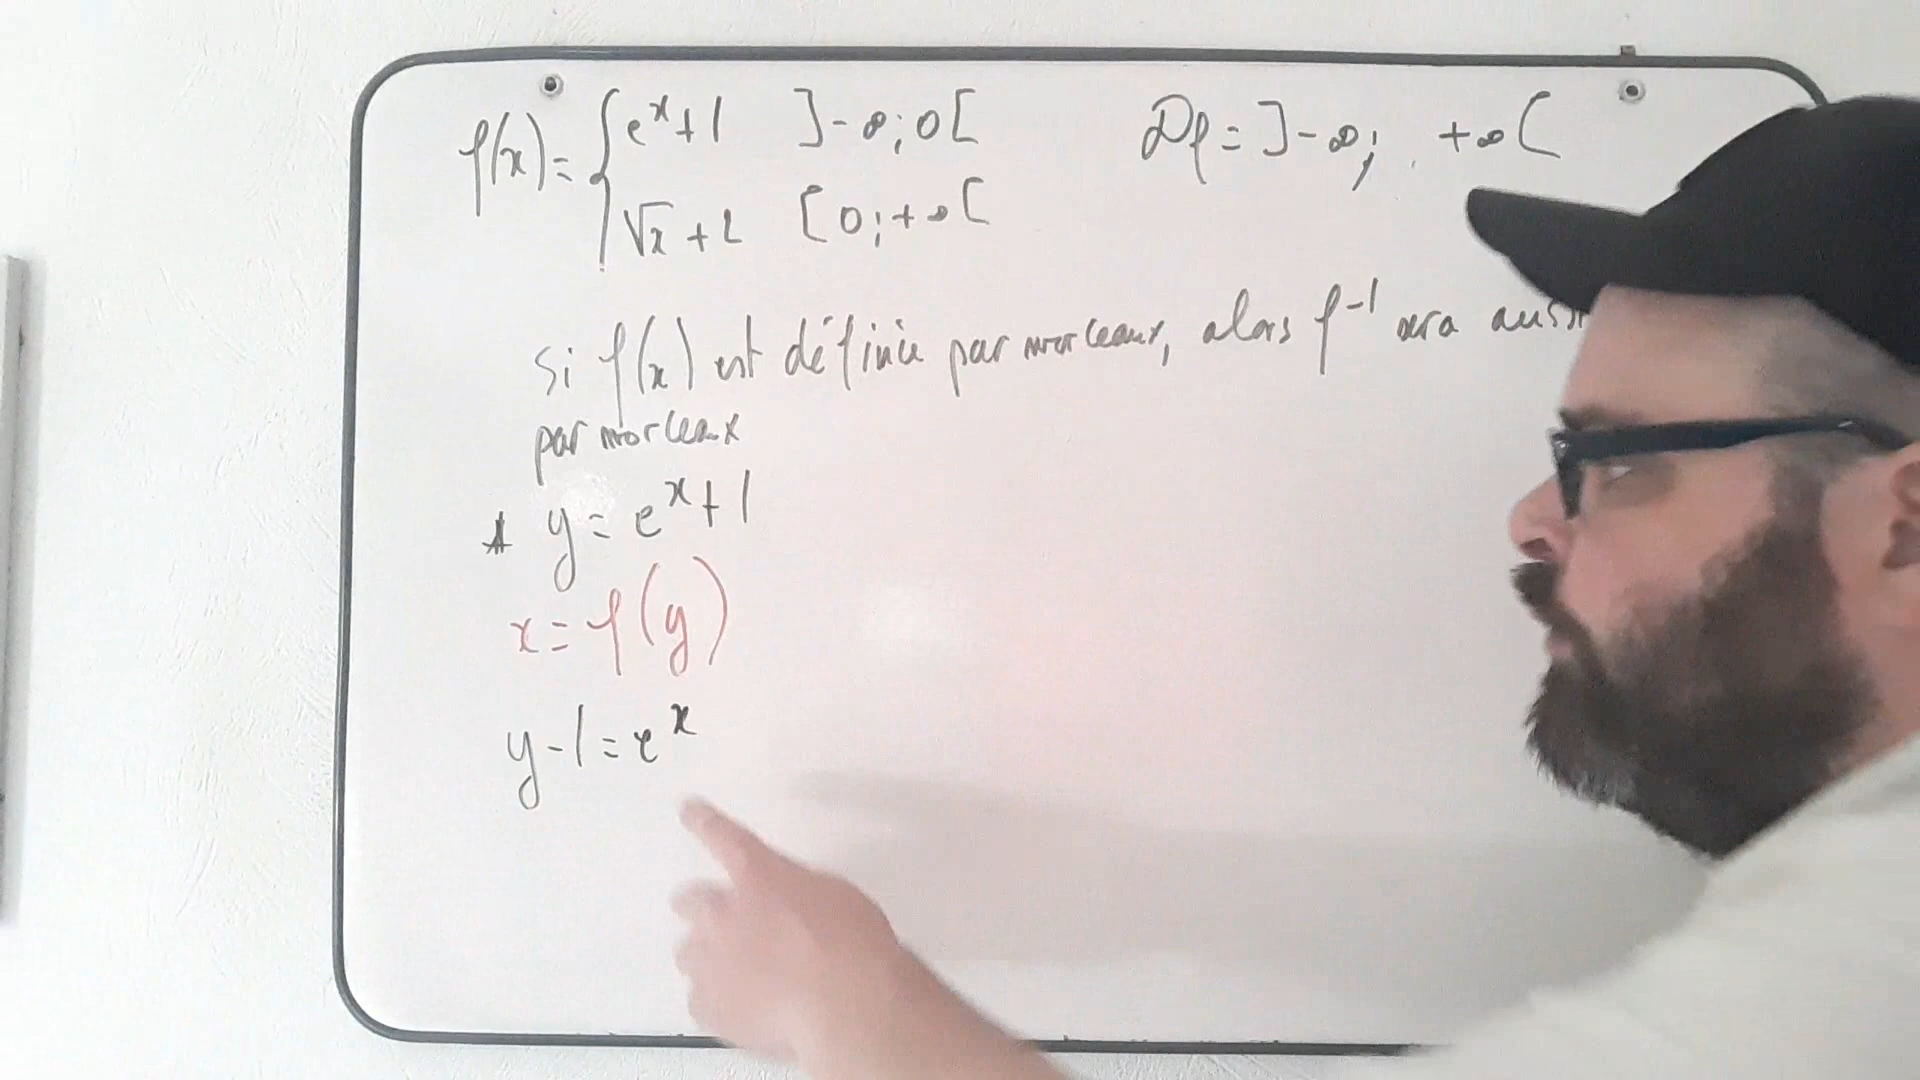 f(x) = { e^x + 1 ]-∞; 0[
√x + 2 [0; +∞[
Df = ]-∞; +∞[
Si f(x) est définie par morceaux, alors f^-1 sera aussi
par morceaux
* y = e^x + 1
x = f(y)
y - 1 = e^x